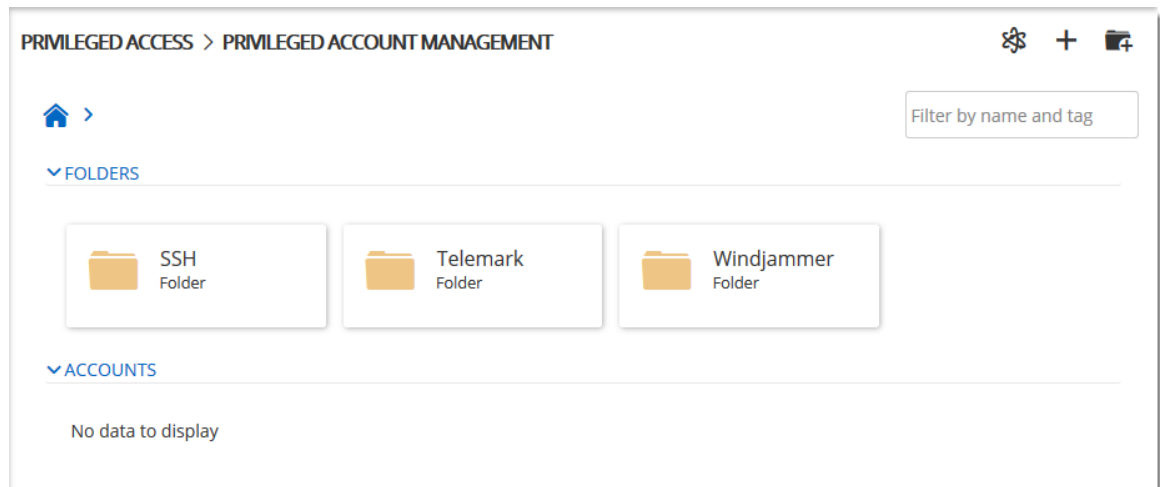 PRIVILEGED ACCESS > PRIVILEGED ACCOUNT MANAGEMENT
Filter by name and tag
FOLDERS
SSH
Folder
Telemark
Folder
Windjammer
Folder
ACCOUNTS
No data to display